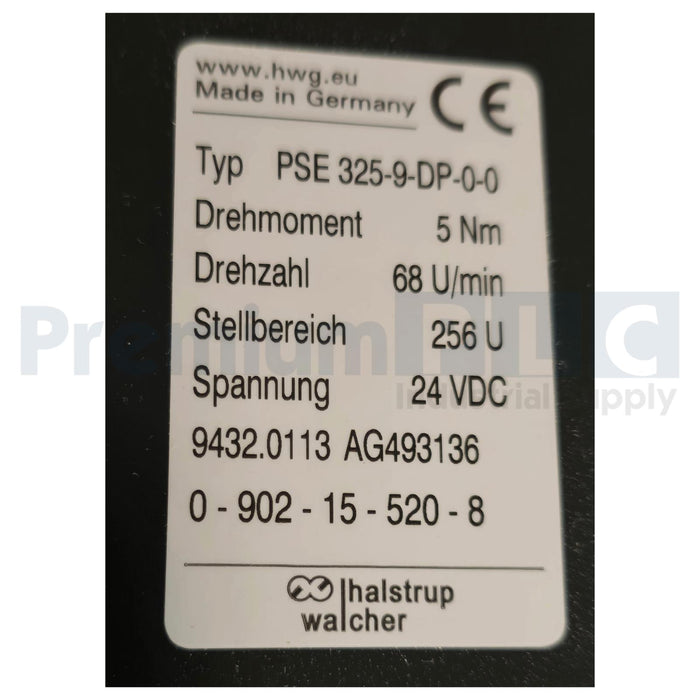 www.hwg.eu
Made in Germany CE
Typ PSE 325-9-DP-0-0
Drehmoment 5 Nm
Drehzahl 68 U/min
Stellbereich 256 U
Premium PLC
Industrial Supply
Spannung 24 VDC
9432.0113 AG493136
0 - 902 - 15 - 520 - 8
halstrup
walcher